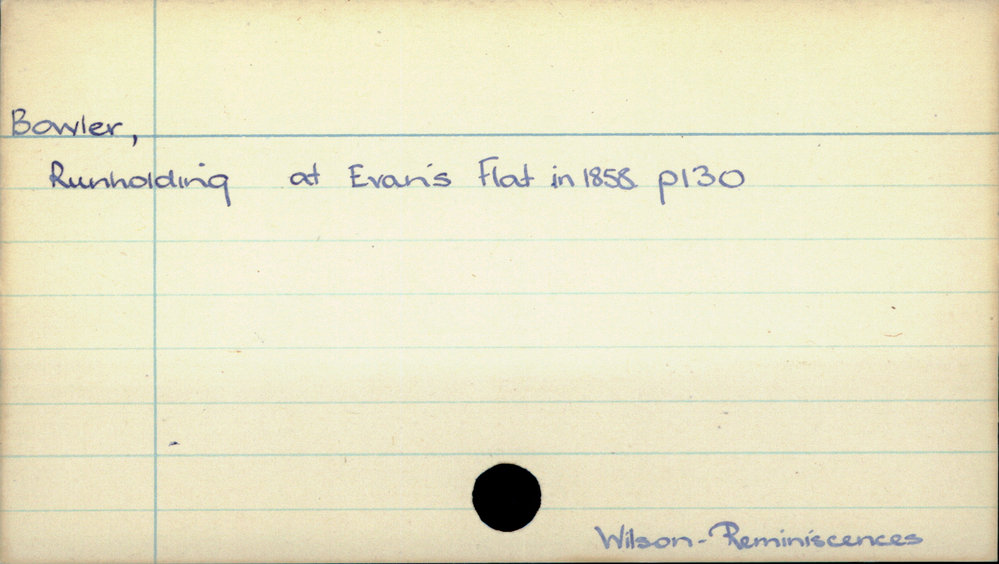 Bowler,
Runholding at Evan's Flat in 1858 p130
Wilson - Reminiscences